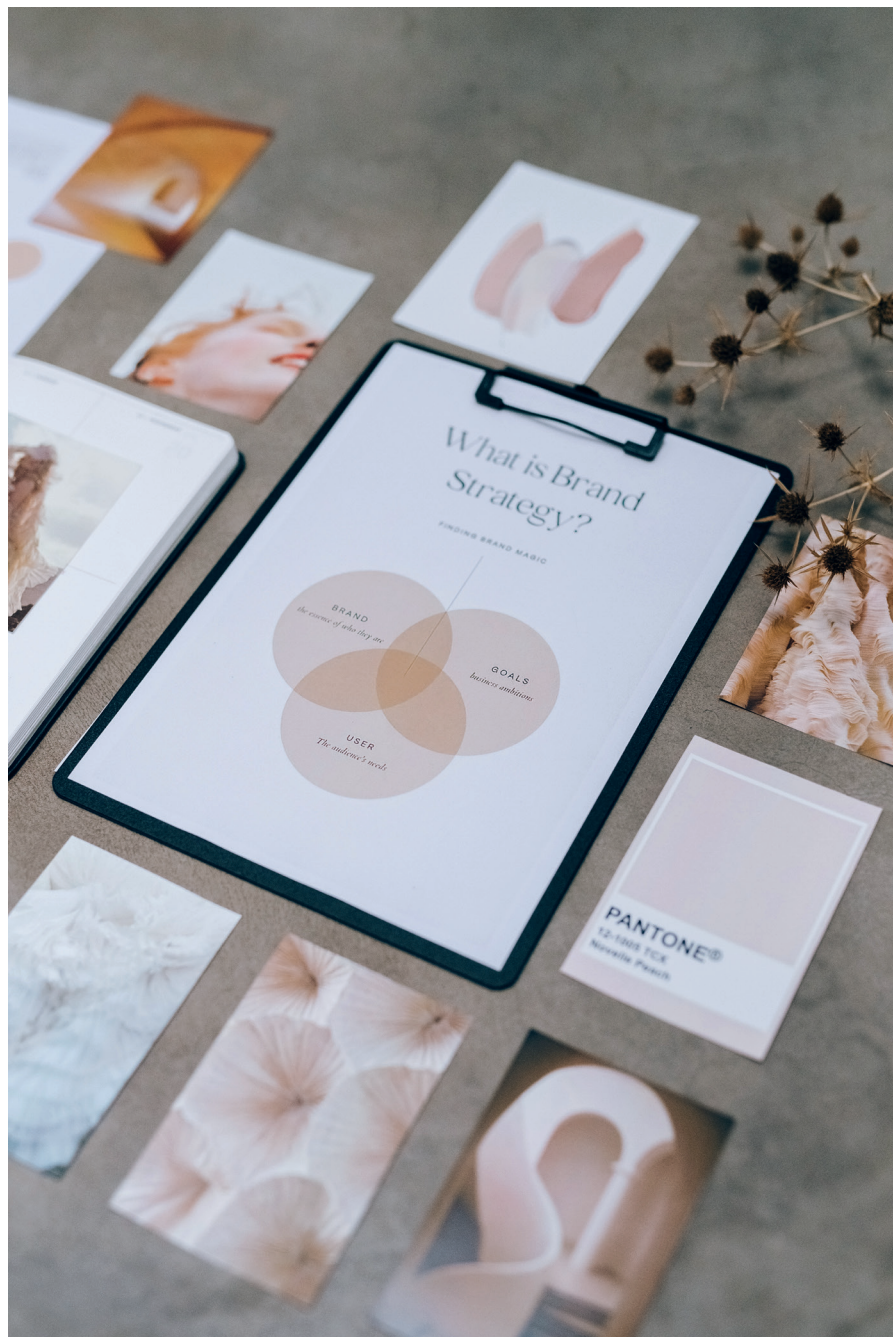 What is Brand
Strategy?
FINDING BRAND MAGIC
BRAND
the essence of who they are
GOALS
business ambitions
USER
The audience's needs
PANTONE®
12-1005 TCX
Novelle Peach